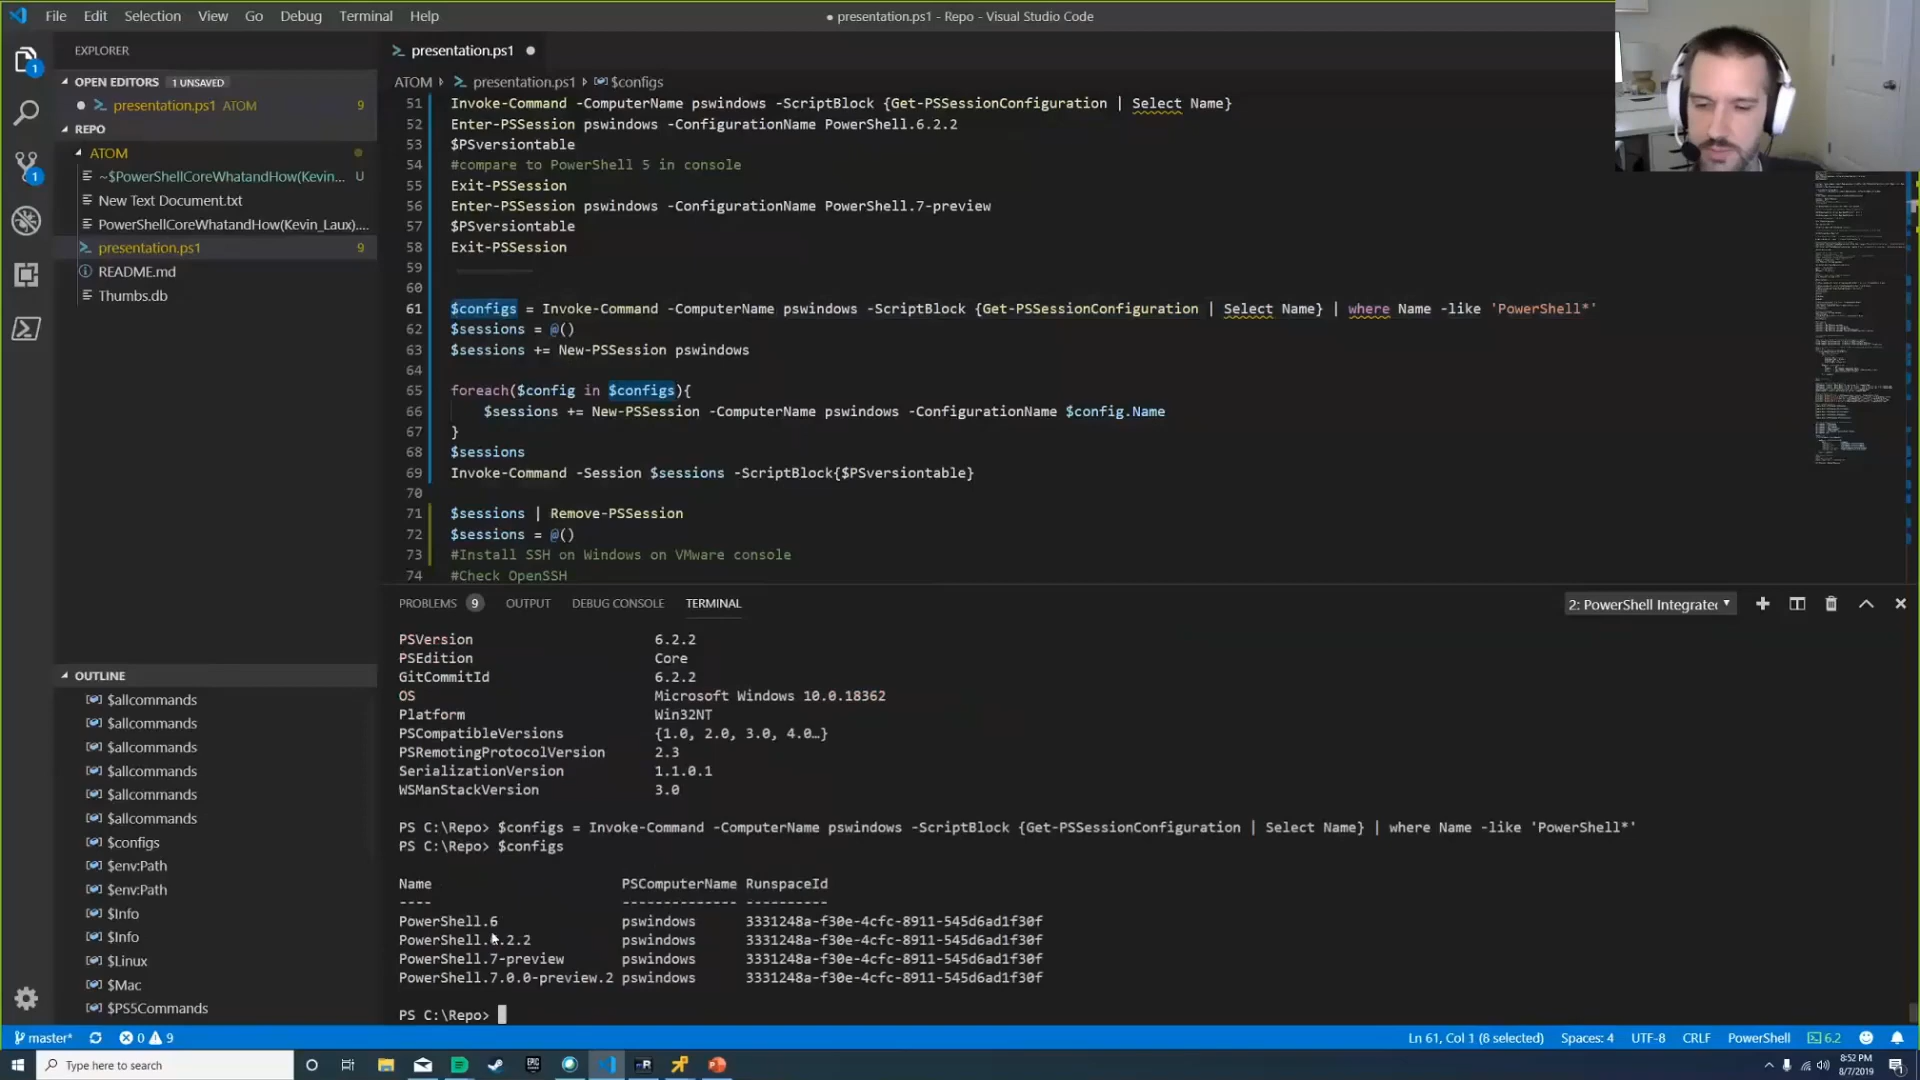 File Edit Selection View Go Debug Terminal Help
● presentation.ps1 - Repo - Visual Studio Code
EXPLORER
OPEN EDITORS 1 UNSAVED
presentation.ps1 ATOM 9
REPO
ATOM
~$PowerShellCoreWhatandHow(Kevin... U
New Text Document.txt
PowerShellCoreWhatandHow(Kevin_Laux)....
presentation.ps1 9
README.md
Thumbs.db
1
1
OUTLINE
$allcommands
$allcommands
$allcommands
$allcommands
$allcommands
$allcommands
$configs
$env:Path
$env:Path
$Info
$Info
$Linux
$Mac
$PS5Commands
presentation.ps1
ATOM presentation.ps1 $configs
51 Invoke-Command -ComputerName pswindows -ScriptBlock {Get-PSSessionConfiguration | Select Name}
52 Enter-PSSession pswindows -ConfigurationName PowerShell.6.2.2
53 $PSversiontable
54 #compare to PowerShell 5 in console
55 Exit-PSSession
56 Enter-PSSession pswindows -ConfigurationName PowerShell.7-preview
57 $PSversiontable
58 Exit-PSSession
59
60
61 $configs = Invoke-Command -ComputerName pswindows -ScriptBlock {Get-PSSessionConfiguration | Select Name} | where Name -like 'PowerShell*'
62 $sessions = @()
63 $sessions += New-PSSession pswindows
64
65 foreach($config in $configs){
66 $sessions += New-PSSession -ComputerName pswindows -ConfigurationName $config.Name
67 }
68 $sessions
69 Invoke-Command -Session $sessions -ScriptBlock{$PSversiontable}
70
71 $sessions | Remove-PSSession
72 $sessions = @()
73 #Install SSH on Windows on VMware console
74 #Check OpenSSH
PROBLEMS 9 OUTPUT DEBUG CONSOLE TERMINAL
2: PowerShell Integrated
PSVersion 6.2.2
PSEdition Core
GitCommitId 6.2.2
OS Microsoft Windows 10.0.18362
Platform Win32NT
PSCompatibleVersions {1.0, 2.0, 3.0, 4.0…}
PSRemotingProtocolVersion 2.3
SerializationVersion 1.1.0.1
WSManStackVersion 3.0
PS C:\Repo> $configs = Invoke-Command -ComputerName pswindows -ScriptBlock {Get-PSSessionConfiguration | Select Name} | where Name -like 'PowerShell*'
PS C:\Repo> $configs
Name PSComputerName RunspaceId
---- -------------- ----------
PowerShell.6 pswindows 3331248a-f30e-4cfc-8911-545d6ad1f30f
PowerShell.6.2.2 pswindows 3331248a-f30e-4cfc-8911-545d6ad1f30f
PowerShell.7-preview pswindows 3331248a-f30e-4cfc-8911-545d6ad1f30f
PowerShell.7.0.0-preview.2 pswindows 3331248a-f30e-4cfc-8911-545d6ad1f30f
PS C:\Repo>
master* 0 9
Ln 61, Col 1 (8 selected) Spaces: 4 UTF-8 CRLF PowerShell 6.2
Type here to search
8:52 PM
8/7/2019